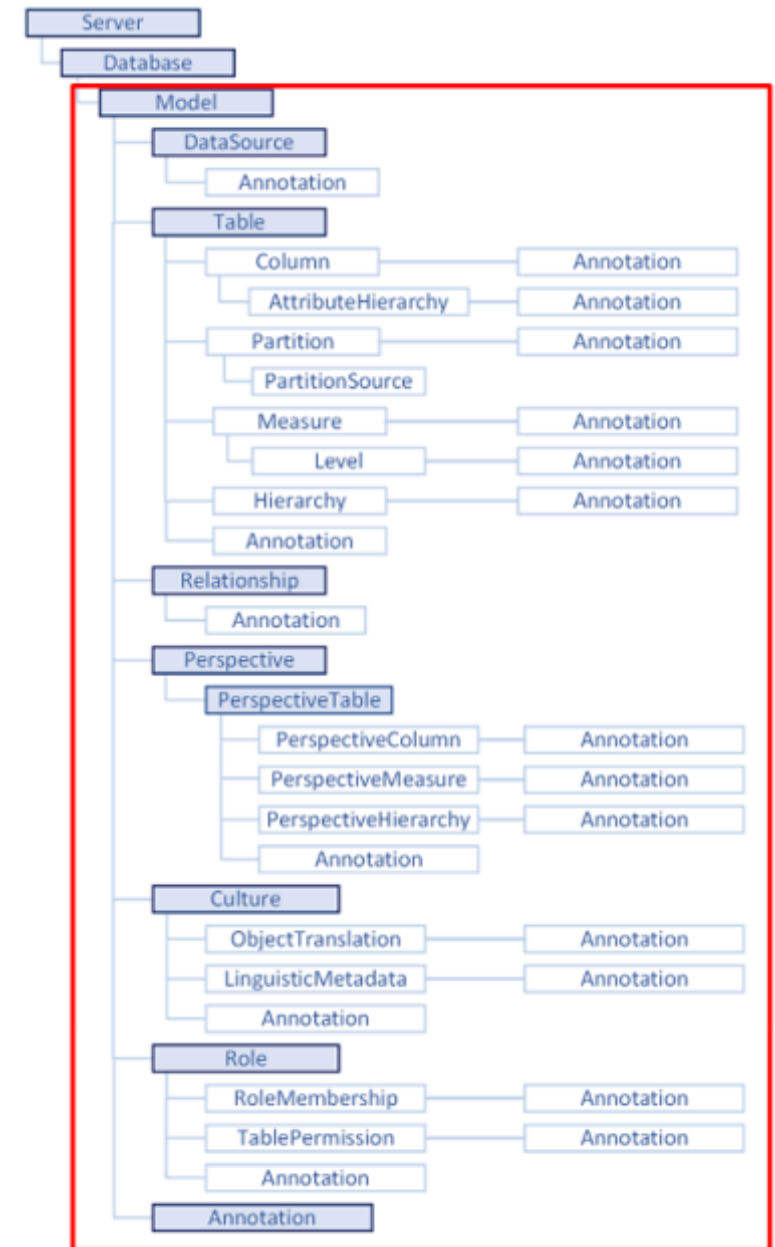 Server
Database
Model
DataSource
Annotation
Table
Column Annotation
AttributeHierarchy Annotation
Partition Annotation
PartitionSource
Measure Annotation
Level Annotation
Hierarchy Annotation
Annotation
Relationship
Annotation
Perspective
PerspectiveTable
PerspectiveColumn Annotation
PerspectiveMeasure Annotation
PerspectiveHierarchy Annotation
Annotation
Culture
ObjectTranslation Annotation
LinguisticMetadata Annotation
Annotation
Role
RoleMembership Annotation
TablePermission Annotation
Annotation
Annotation